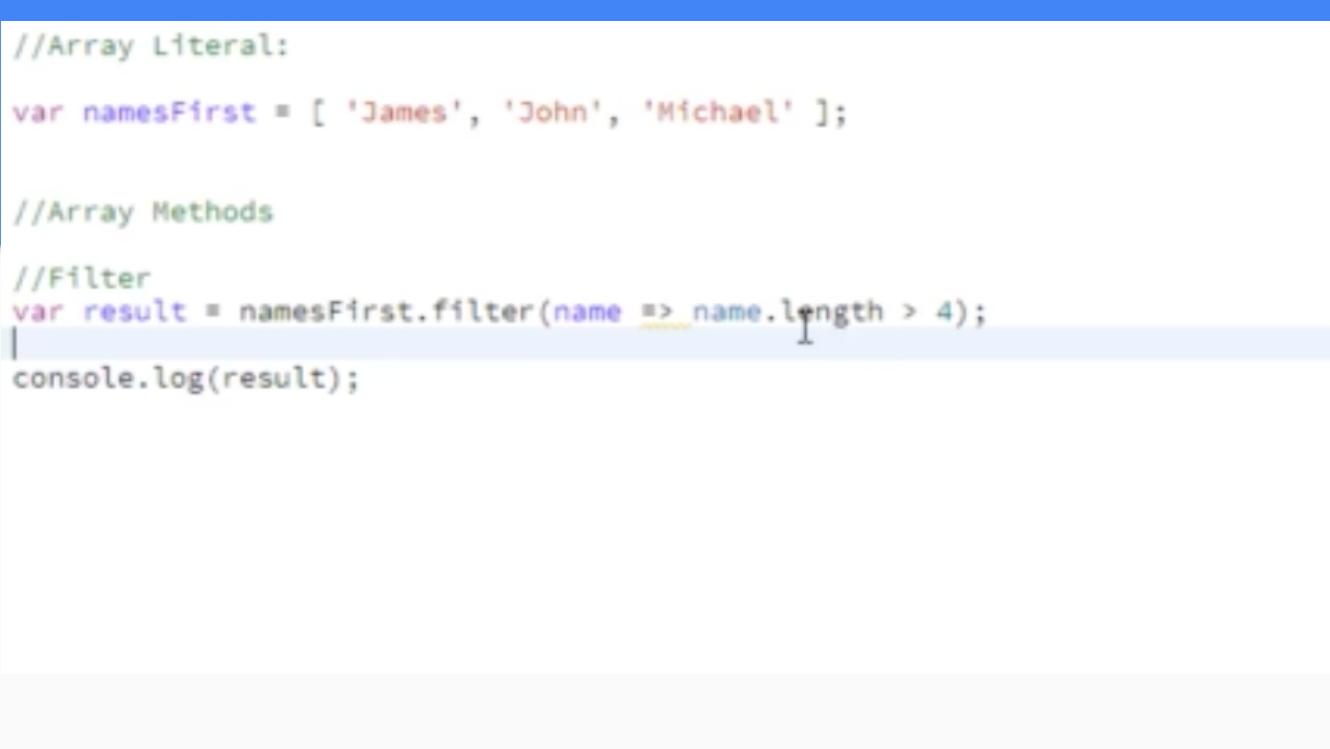 //Array Literal:
var namesFirst = [ 'James', 'John', 'Michael' ];
//Array Methods
//Filter
var result = namesFirst.filter(name => name.length > 4);
console.log(result);